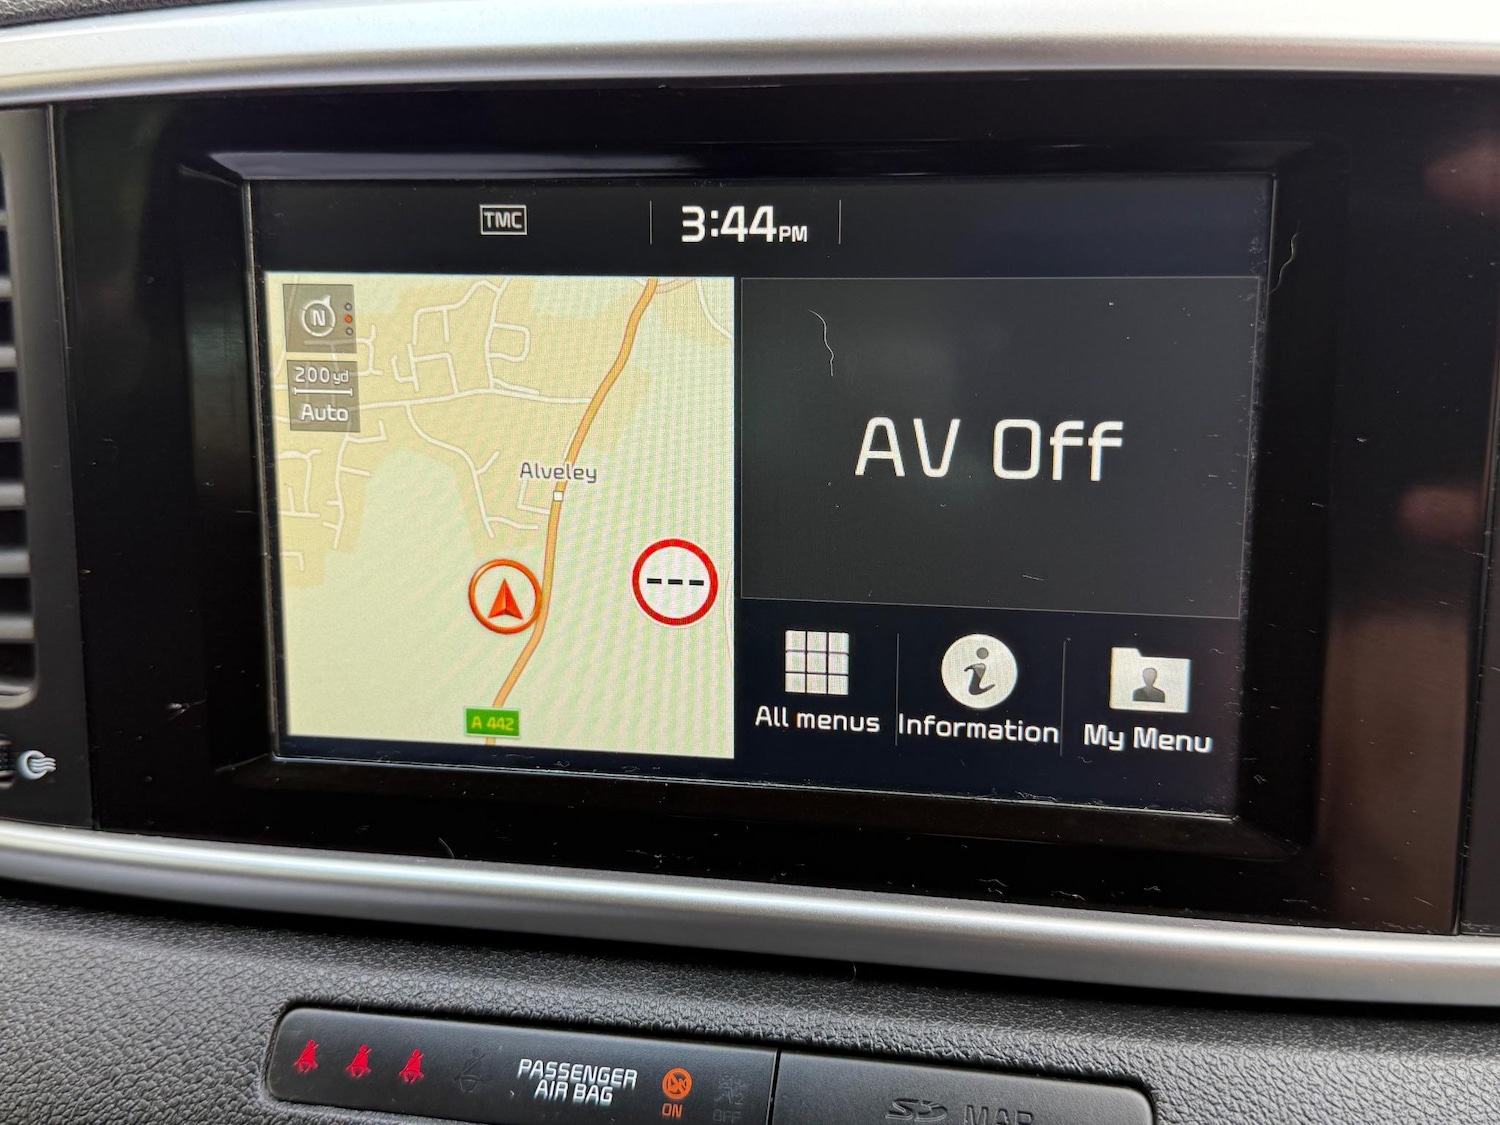 TMC
3:44PM
N
200yd
Auto
Alveley
---
A 442
AV Off
All menus
Information
My Menu
PASSENGER
AIR BAG
ON
OFF
SD MAP